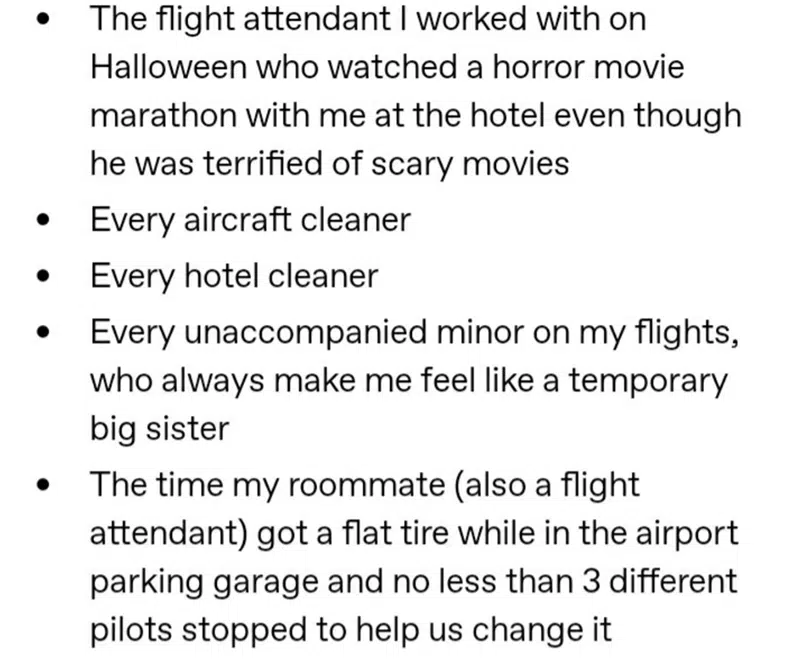 • The flight attendant I worked with on
Halloween who watched a horror movie
marathon with me at the hotel even though
he was terrified of scary movies
• Every aircraft cleaner
• Every hotel cleaner
• Every unaccompanied minor on my flights,
who always make me feel like a temporary
big sister
• The time my roommate (also a flight
attendant) got a flat tire while in the airport
parking garage and no less than 3 different
pilots stopped to help us change it